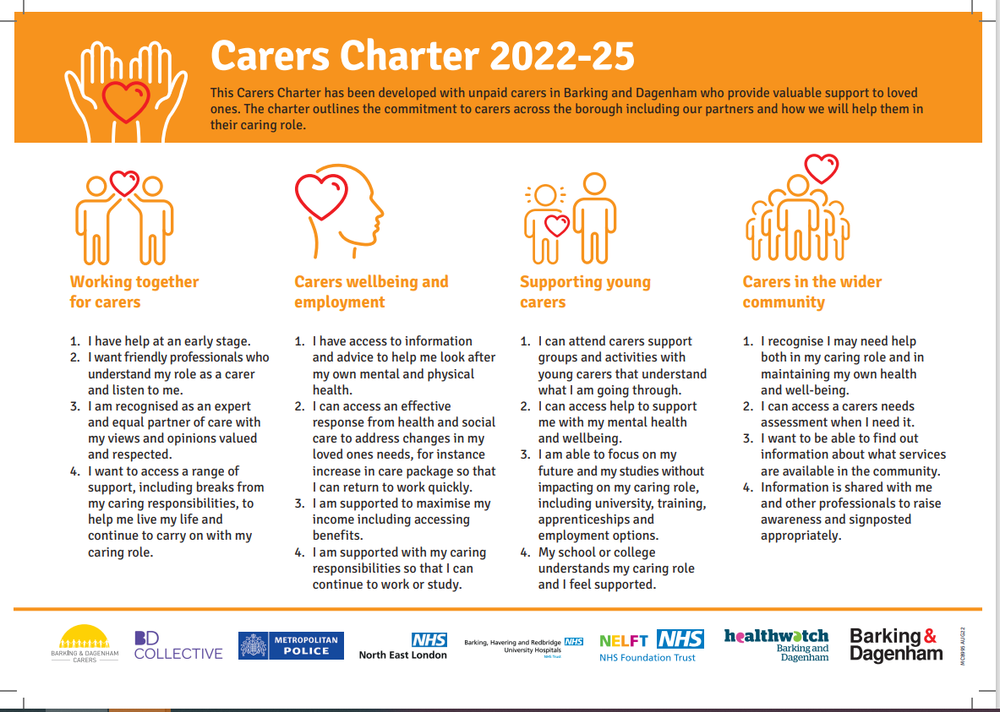 Carers Charter 2022-25
This Carers Charter has been developed with unpaid carers in Barking and Dagenham who provide valuable support to loved
ones. The charter outlines the commitment to carers across the borough including our partners and how we will help them in
their caring role.
Working together
for carers
1. I have help at an early stage.
2. I want friendly professionals who
understand my role as a carer
and listen to me.
3. I am recognised as an expert
and equal partner of care with
my views and opinions valued
and respected.
4. I want to access a range of
support, including breaks from
my caring responsibilities, to
help me live my life and
continue to carry on with my
caring role.
Carers wellbeing and
employment
1. I have access to information
and advice to help me look after
my own mental and physical
health.
2. I can access an effective
response from health and social
care to address changes in my
loved ones needs, for instance
increase in care package so that
I can return to work quickly.
3. I am supported to maximise my
income including accessing
benefits.
4. I am supported with my caring
responsibilities so that I can
continue to work or study.
Supporting young
carers
1. I can attend carers support
groups and activities with
young carers that understand
what I am going through.
2. I can access help to support
me with my mental health
and wellbeing.
3. I am able to focus on my
future and my studies without
impacting on my caring role,
including university, training,
apprenticeships and
employment options.
4. My school or college
understands my caring role
and I feel supported.
Carers in the wider
community
1. I recognise I may need help
both in my caring role and in
maintaining my own health
and well-being.
2. I can access a carers needs
assessment when I need it.
3. I want to be able to find out
information about what services
are available in the community.
4. Information is shared with me
and other professionals to raise
awareness and signposted
appropriately.
BARKING & DAGENHAM
CARERS
BD
COLLECTIVE
METROPOLITAN
POLICE
NHS
North East London
Barking, Havering and Redbridge NHS
University Hospitals
NHS Trust
NELFT NHS
NHS Foundation Trust
healthwatch
Barking and
Dagenham
Barking &
Dagenham
MC9995 AUG22